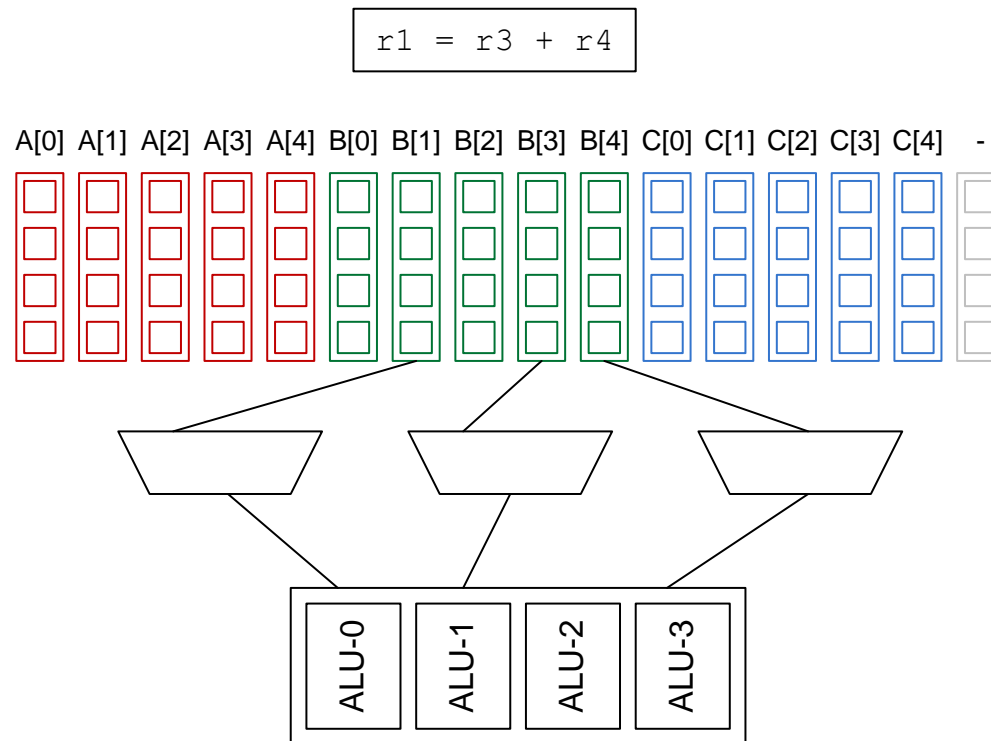 r1 = r3 + r4
A[0] A[1] A[2] A[3] A[4] B[0] B[1] B[2] B[3] B[4] C[0] C[1] C[2] C[3] C[4] -
ALU-0 ALU-1 ALU-2 ALU-3